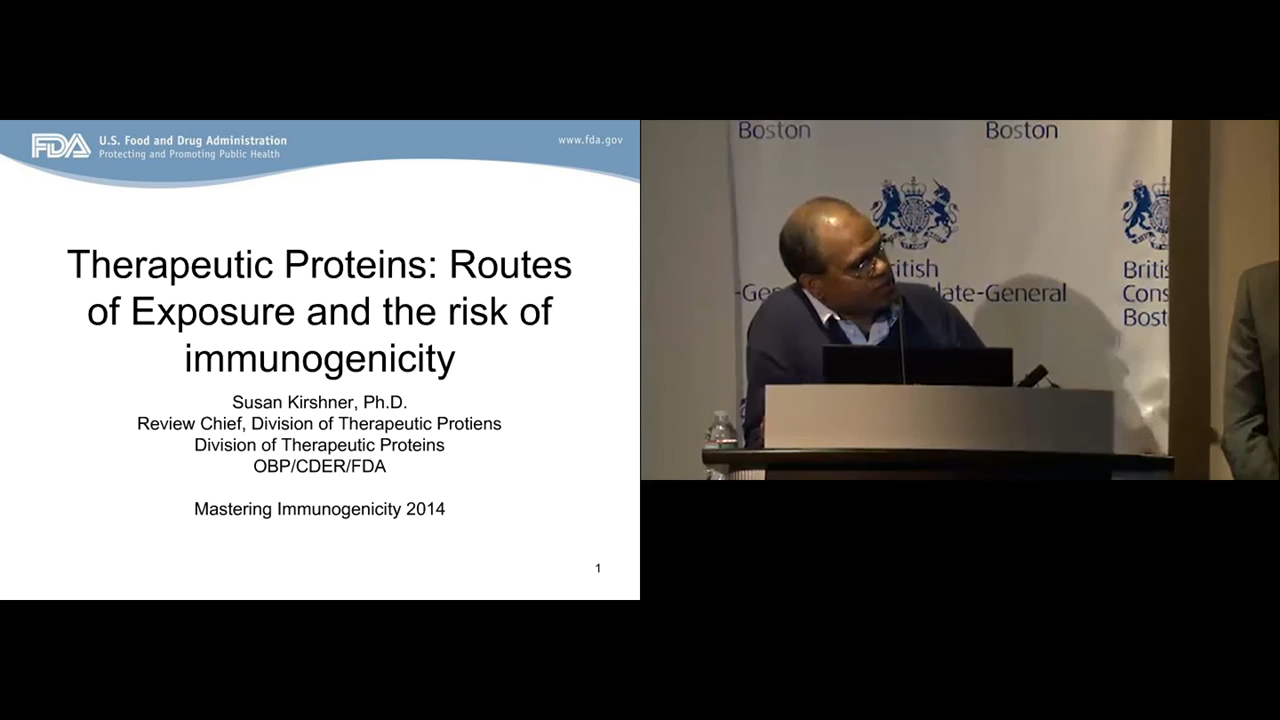 FDA
U.S. Food and Drug Administration
Protecting and Promoting Public Health
www.fda.gov
Therapeutic Proteins: Routes
of Exposure and the risk of
immunogenicity
Susan Kirshner, Ph.D.
Review Chief, Division of Therapeutic Protiens
Division of Therapeutic Proteins
OBP/CDER/FDA
Mastering Immunogenicity 2014
1
Boston
Boston
ritish
-Ge
late-General
Britis
Cons
Bost